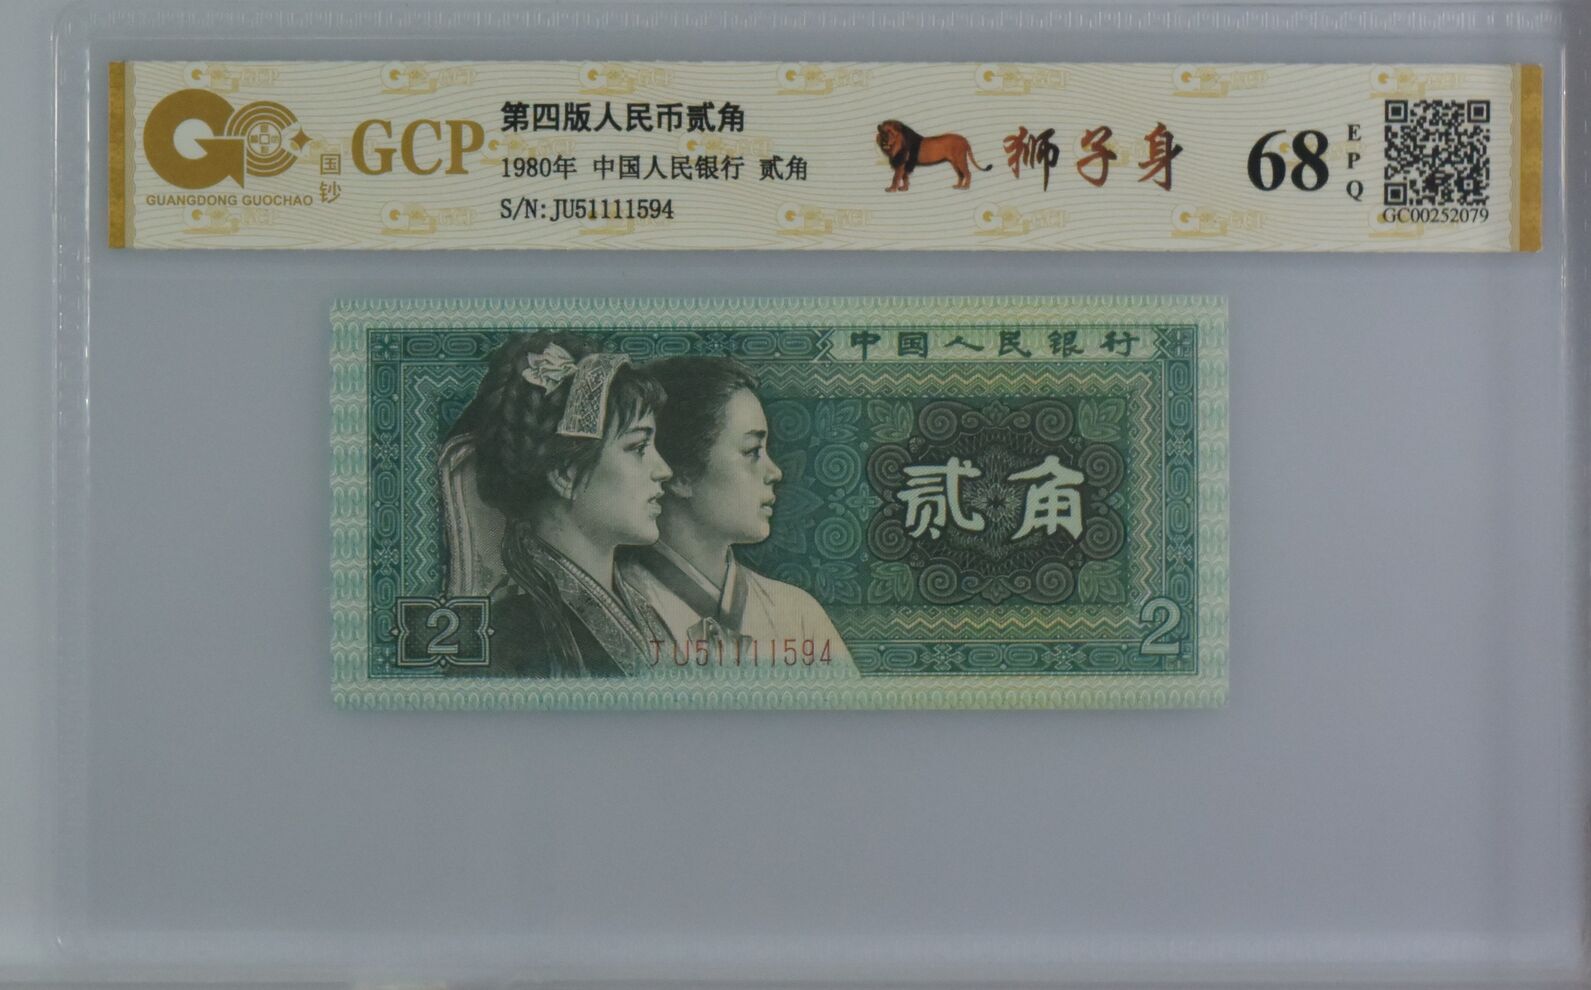 GCP
国钞
GUANGDONG GUOCHAO
第四版人民币贰角
1980年 中国人民银行 贰角
S/N:JU51111594
狮子身
68
EPQ
GC00252079
中国人民银行
贰角
2
2
JU51111594